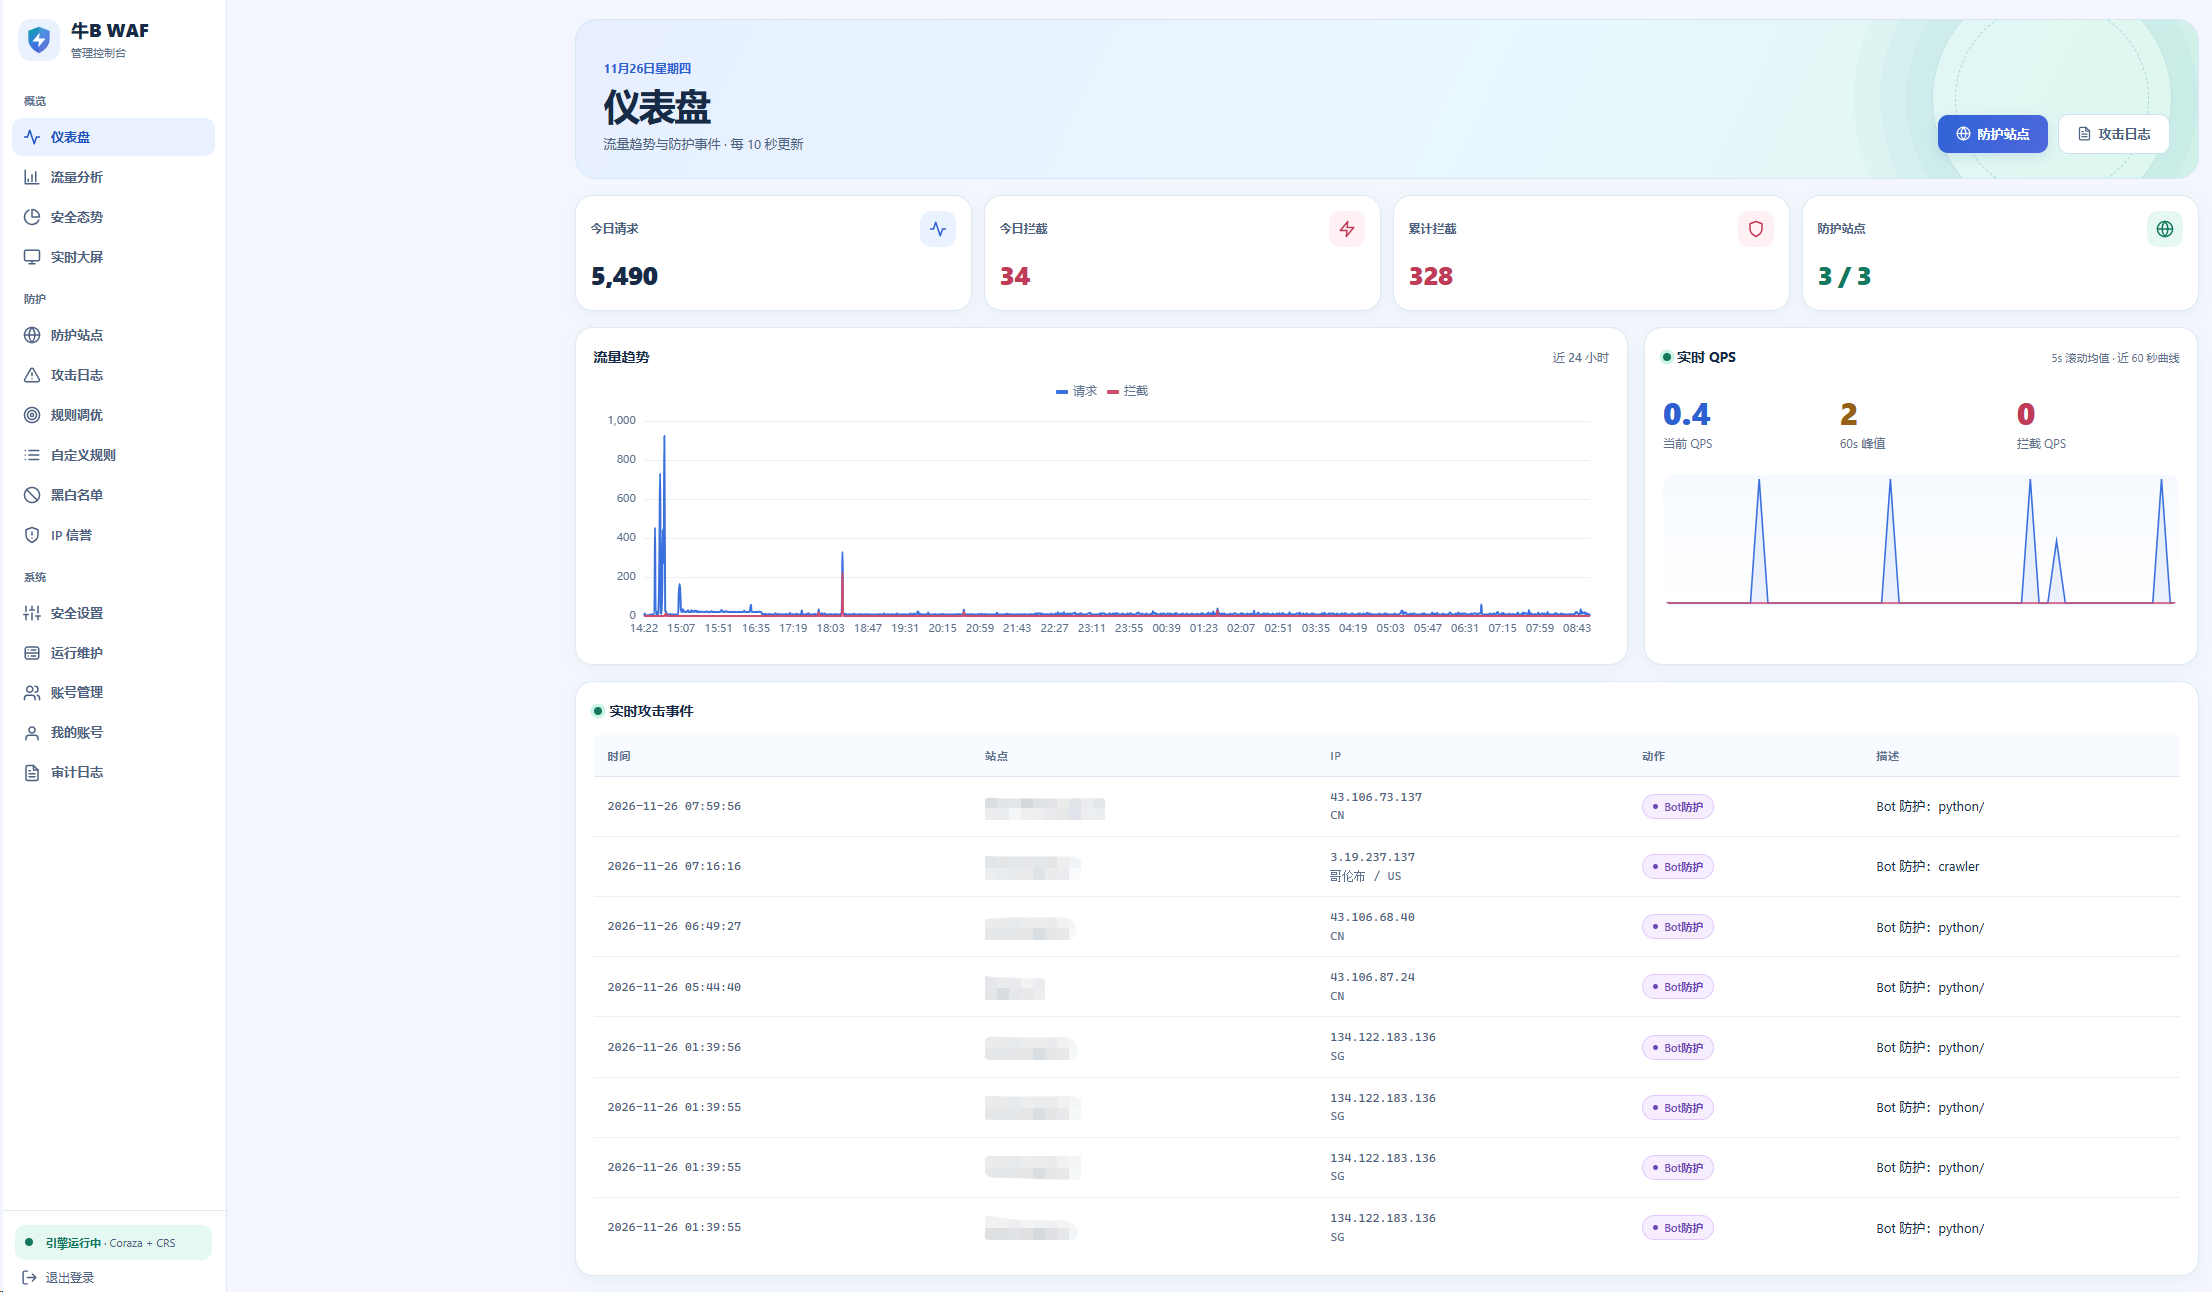 牛B WAF
管理控制台
概览
仪表盘
流量分析
安全态势
实时大屏
防护
防护站点
攻击日志
规则调优
自定义规则
黑白名单
IP 信誉
系统
安全设置
运行维护
账号管理
我的账号
审计日志
引擎运行中 · Coraza + CRS
退出登录
11月26日星期四
仪表盘
流量趋势与防护事件 · 每 10 秒更新
防护站点
攻击日志
今日请求
5,490
今日拦截
34
累计拦截
328
防护站点
3 / 3
流量趋势
近 24 小时
请求 拦截
1,000
800
600
400
200
0
14:22 15:07 15:51 16:35 17:19 18:03 18:47 19:31 20:15 20:59 21:43 22:27 23:11 23:55 00:39 01:23 02:07 02:51 03:35 04:19 05:03 05:47 06:31 07:15 07:59 08:43
实时 QPS
5s 滚动均值 · 近 60 秒曲线
0.4
当前 QPS
2
60s 峰值
0
拦截 QPS
实时攻击事件
时间 站点 IP 动作 描述
2026-11-26 07:59:56 43.106.73.137 Bot防护 Bot 防护：python/
CN
2026-11-26 07:16:16 3.19.237.137 Bot防护 Bot 防护：crawler
哥伦布 / US
2026-11-26 06:49:27 43.106.68.40 Bot防护 Bot 防护：python/
CN
2026-11-26 05:44:40 43.106.87.24 Bot防护 Bot 防护：python/
CN
2026-11-26 01:39:56 134.122.183.136 Bot防护 Bot 防护：python/
SG
2026-11-26 01:39:55 134.122.183.136 Bot防护 Bot 防护：python/
SG
2026-11-26 01:39:55 134.122.183.136 Bot防护 Bot 防护：python/
SG
2026-11-26 01:39:55 134.122.183.136 Bot防护 Bot 防护：python/
SG